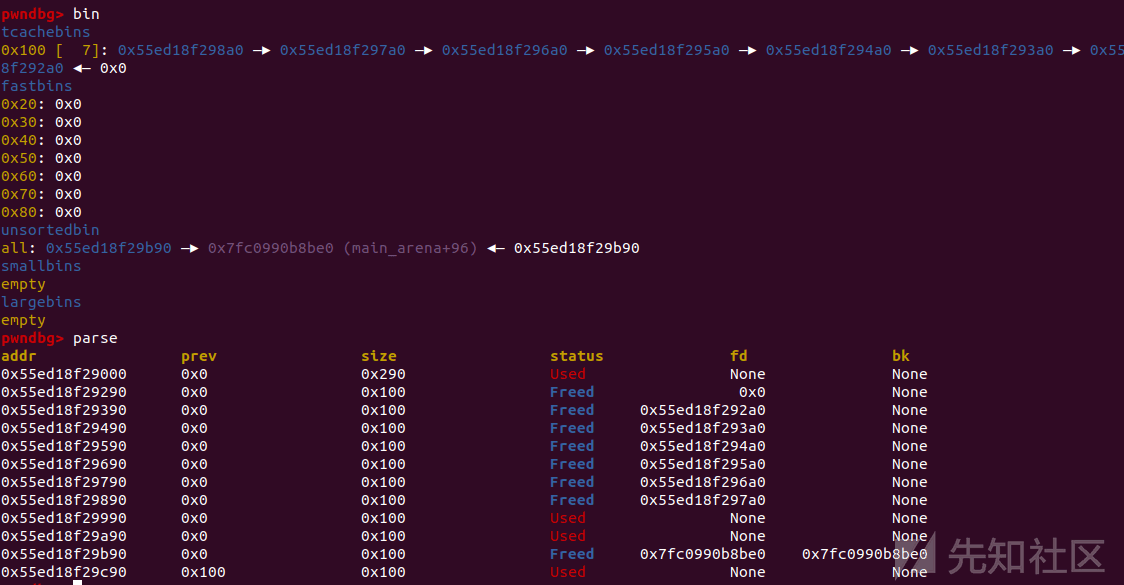 pwndbg> bin
tcachebins
0x100 [  7]: 0x55ed18f298a0 —▸ 0x55ed18f297a0 —▸ 0x55ed18f296a0 —▸ 0x55ed18f295a0 —▸ 0x55ed18f294a0 —▸ 0x55ed18f293a0 —▸ 0x55
8f292a0 ◂— 0x0
fastbins
0x20: 0x0
0x30: 0x0
0x40: 0x0
0x50: 0x0
0x60: 0x0
0x70: 0x0
0x80: 0x0
unsortedbin
all: 0x55ed18f29b90 —▸ 0x7fc0990b8be0 (main_arena+96) ◂— 0x55ed18f29b90
smallbins
empty
largebins
empty
pwndbg> parse
addr prev size status fd bk
0x55ed18f29000 0x0 0x290 Used None None
0x55ed18f29290 0x0 0x100 Freed 0x0 None
0x55ed18f29390 0x0 0x100 Freed 0x55ed18f292a0 None
0x55ed18f29490 0x0 0x100 Freed 0x55ed18f293a0 None
0x55ed18f29590 0x0 0x100 Freed 0x55ed18f294a0 None
0x55ed18f29690 0x0 0x100 Freed 0x55ed18f295a0 None
0x55ed18f29790 0x0 0x100 Freed 0x55ed18f296a0 None
0x55ed18f29890 0x0 0x100 Freed 0x55ed18f297a0 None
0x55ed18f29990 0x0 0x100 Used None None
0x55ed18f29a90 0x0 0x100 Used None None
0x55ed18f29b90 0x0 0x100 Freed 0x7fc0990b8be0 0x7fc0990b8be0
0x55ed18f29c90 0x100 0x100 Used None None
先知社区